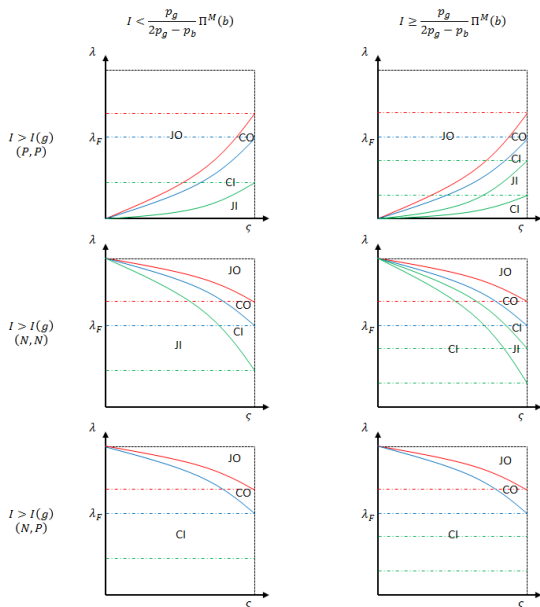 I < p_g / (2p_g − p_b) Π^M(b)
I ≥ p_g / (2p_g − p_b) Π^M(b)
λ
λ
I > I(g)
(P, P)
λ_F
JO
CO
CI
JI
ς
λ_F
JO
CO
CI
JI
CI
ς
λ
λ
I > I(g)
(N, N)
λ_F
JO
CO
CI
JI
ς
λ_F
JO
CO
CI
JI
CI
ς
λ
λ
I > I(g)
(N, P)
λ_F
JO
CO
CI
ς
λ_F
JO
CO
CI
ς